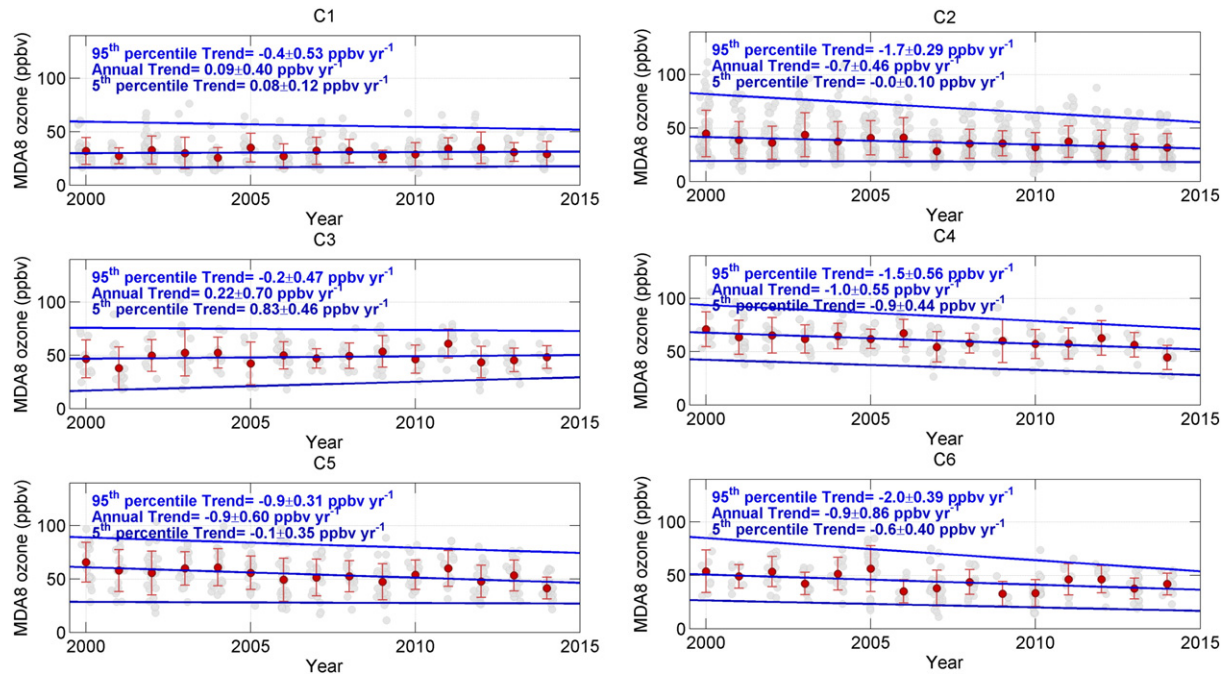 C1
MDA8 ozone (ppbv)
100
50
0
95th percentile Trend= -0.4±0.53 ppbv yr-1
Annual Trend= 0.09±0.40 ppbv yr-1
5th percentile Trend= 0.08±0.12 ppbv yr-1
2000 2005 2010 2015
Year
C2
MDA8 ozone (ppbv)
100
50
0
95th percentile Trend= -1.7±0.29 ppbv yr-1
Annual Trend= -0.7±0.46 ppbv yr-1
5th percentile Trend= -0.0±0.10 ppbv yr-1
2000 2005 2010 2015
Year
C3
MDA8 ozone (ppbv)
100
50
0
95th percentile Trend= -0.2±0.47 ppbv yr-1
Annual Trend= 0.22±0.70 ppbv yr-1
5th percentile Trend= 0.83±0.46 ppbv yr-1
2000 2005 2010 2015
Year
C4
MDA8 ozone (ppbv)
100
50
0
95th percentile Trend= -1.5±0.56 ppbv yr-1
Annual Trend= -1.0±0.55 ppbv yr-1
5th percentile Trend= -0.9±0.44 ppbv yr-1
2000 2005 2010 2015
Year
C5
MDA8 ozone (ppbv)
100
50
0
95th percentile Trend= -0.9±0.31 ppbv yr-1
Annual Trend= -0.9±0.60 ppbv yr-1
5th percentile Trend= -0.1±0.35 ppbv yr-1
2000 2005 2010 2015
Year
C6
MDA8 ozone (ppbv)
100
50
0
95th percentile Trend= -2.0±0.39 ppbv yr-1
Annual Trend= -0.9±0.86 ppbv yr-1
5th percentile Trend= -0.6±0.40 ppbv yr-1
2000 2005 2010 2015
Year